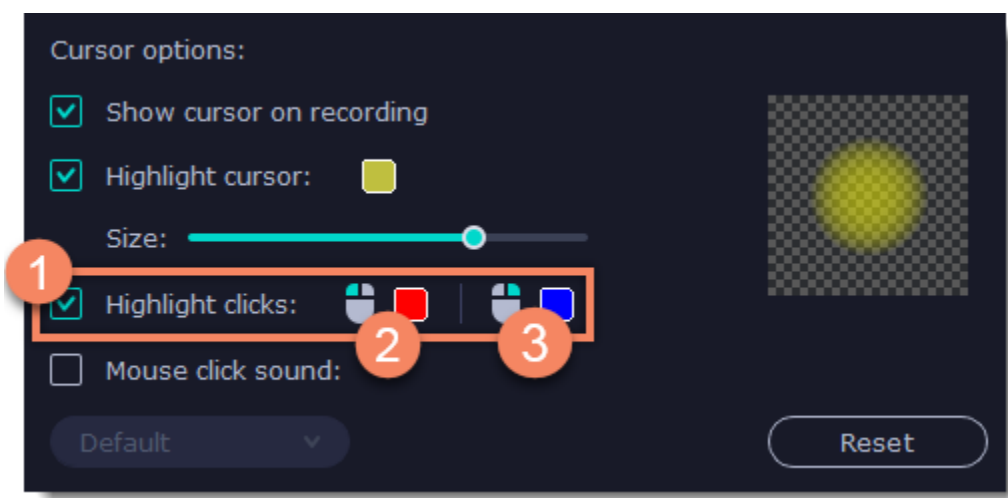 Cursor options:
Show cursor on recording
Highlight cursor:
Size:
1
Highlight clicks:
2
3
Mouse click sound:
Default
Reset